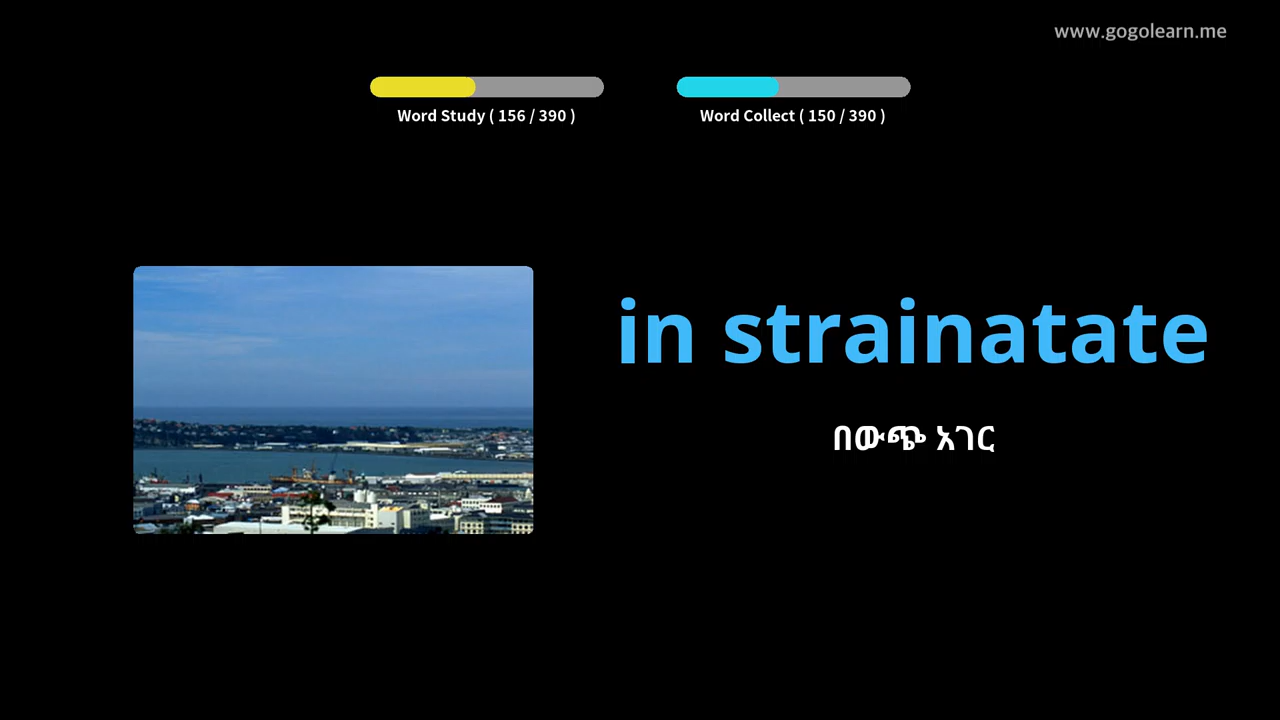 www.gogolearn.me
Word Study ( 156 / 390 )
Word Collect ( 150 / 390 )
in strainatate
በውጭ አገር